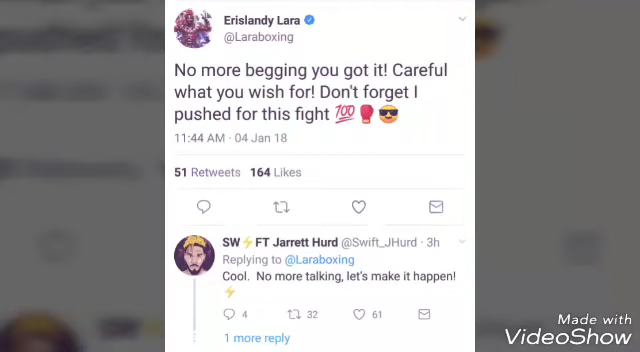 Erislandy Lara
@Laraboxing
No more begging you got it! Careful
what you wish for! Don't forget I
pushed for this fight 💯🥊😎
11:44 AM · 04 Jan 18
51 Retweets 164 Likes
SW⚡FT Jarrett Hurd @Swift_JHurd · 3h
Replying to @Laraboxing
Cool. No more talking, let's make it happen!
⚡
4 32 61
1 more reply
Made with
VideoShow